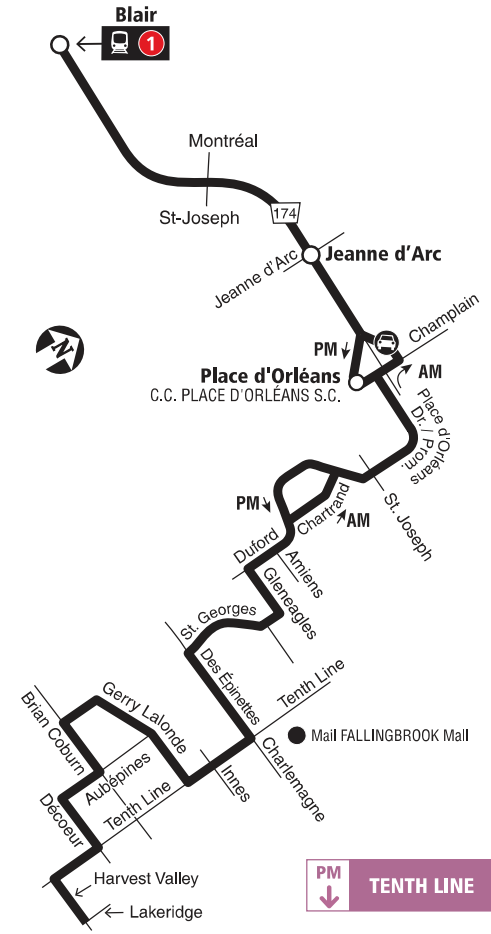 Blair
1
Montréal
St-Joseph
174
Jeanne d'Arc
Jeanne d'Arc
Champlain
PM
AM
N
Place d'Orléans
C.C. PLACE D'ORLÉANS S.C.
Place d'Orléans
Dr. / Prom.
St. Joseph
PM
Chartrand
AM
Duford
Amiens
Gleneagles
St. Georges
Des Épinettes
Tenth Line
Gerry Lalonde
Brian Coburn
Mail FALLINGBROOK Mall
Aubépines
Innes
Charlemagne
Décoeur
Tenth Line
Harvest Valley
Lakeridge
PM
TENTH LINE